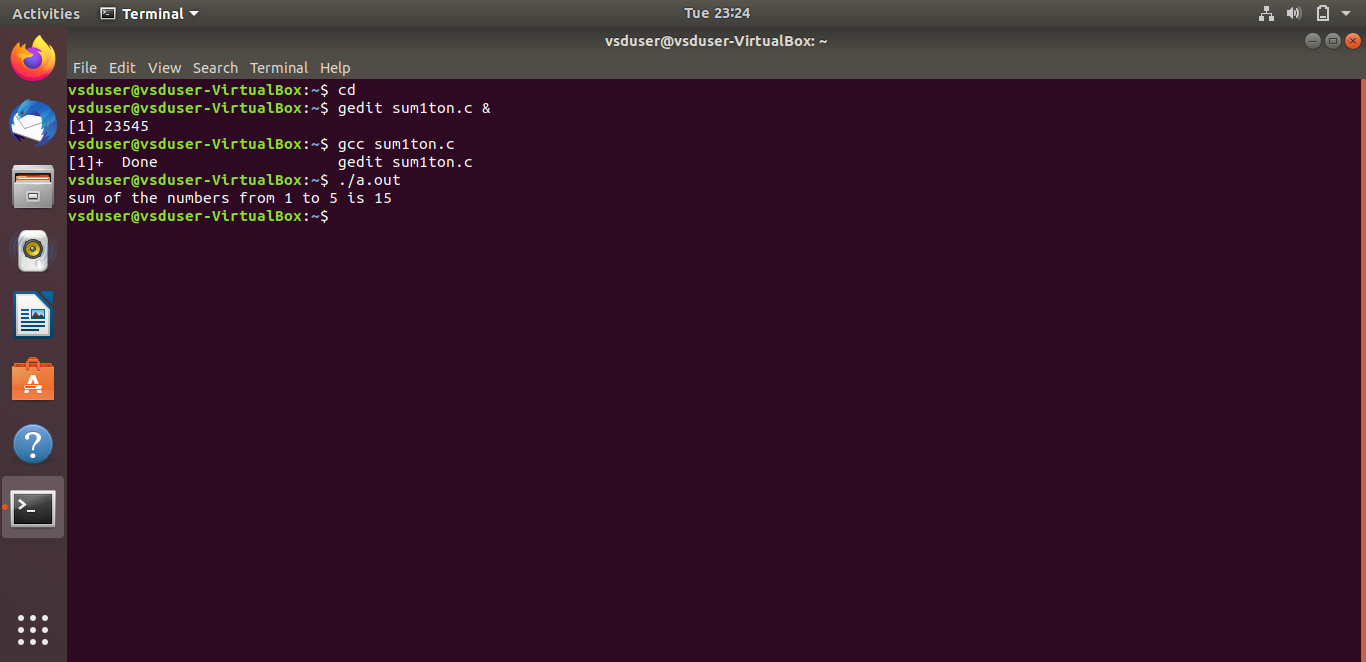 Activities Terminal Tue 23:24
vsduser@vsduser-VirtualBox: ~
File Edit View Search Terminal Help
vsduser@vsduser-VirtualBox:~$ cd
vsduser@vsduser-VirtualBox:~$ gedit sum1ton.c &
[1] 23545
vsduser@vsduser-VirtualBox:~$ gcc sum1ton.c
[1]+  Done                    gedit sum1ton.c
vsduser@vsduser-VirtualBox:~$ ./a.out
sum of the numbers from 1 to 5 is 15
vsduser@vsduser-VirtualBox:~$